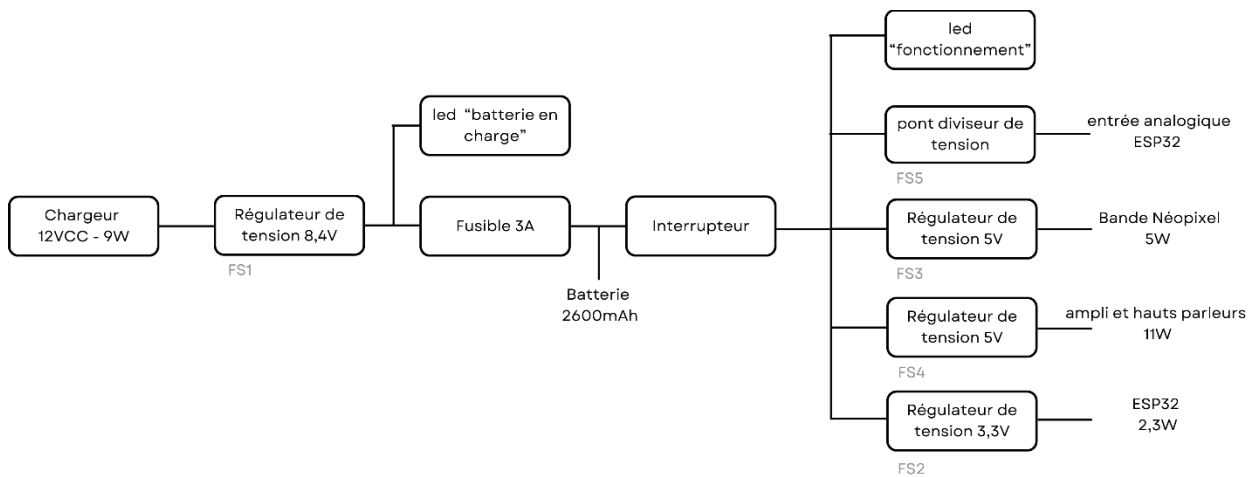 led
“fonctionnement”
led “batterie en
charge”
pont diviseur de
tension
entrée analogique
ESP32
FS5
Chargeur
12VCC - 9W
Régulateur de
tension 8,4V
FS1
Fusible 3A
Interrupteur
Régulateur de
tension 5V
Bande Néopixel
5W
FS3
Batterie
2600mAh
Régulateur de
tension 5V
ampli et hauts parleurs
11W
FS4
Régulateur de
tension 3,3V
ESP32
2,3W
FS2